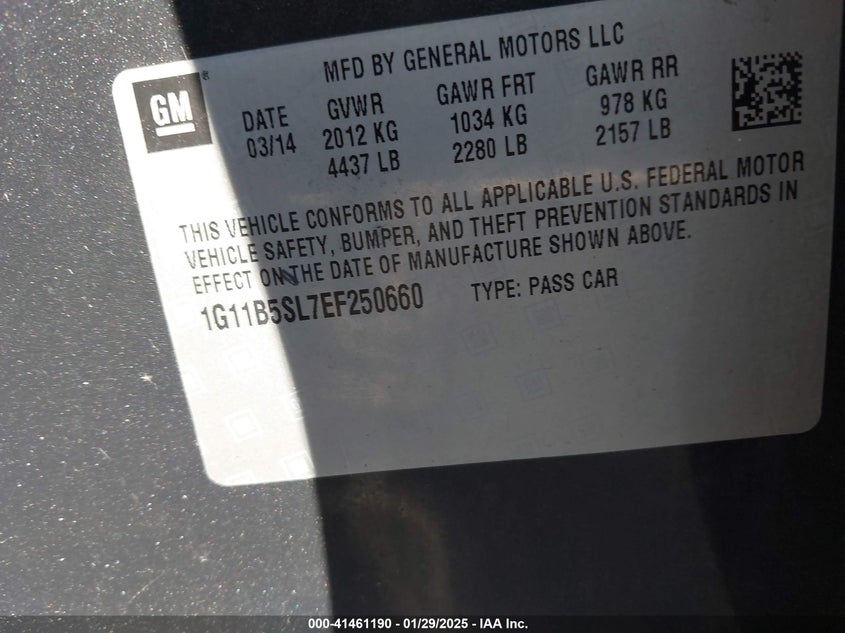 MFD BY GENERAL MOTORS LLC
GM ®
DATE GVWR GAWR FRT GAWR RR
03/14 2012 KG 1034 KG 978 KG
4437 LB 2280 LB 2157 LB
THIS VEHICLE CONFORMS TO ALL APPLICABLE U.S. FEDERAL MOTOR
VEHICLE SAFETY, BUMPER, AND THEFT PREVENTION STANDARDS IN
EFFECT ON THE DATE OF MANUFACTURE SHOWN ABOVE.
1G11B5SL7EF250660 TYPE: PASS CAR
000-41461190 - 01/29/2025 - IAA Inc.